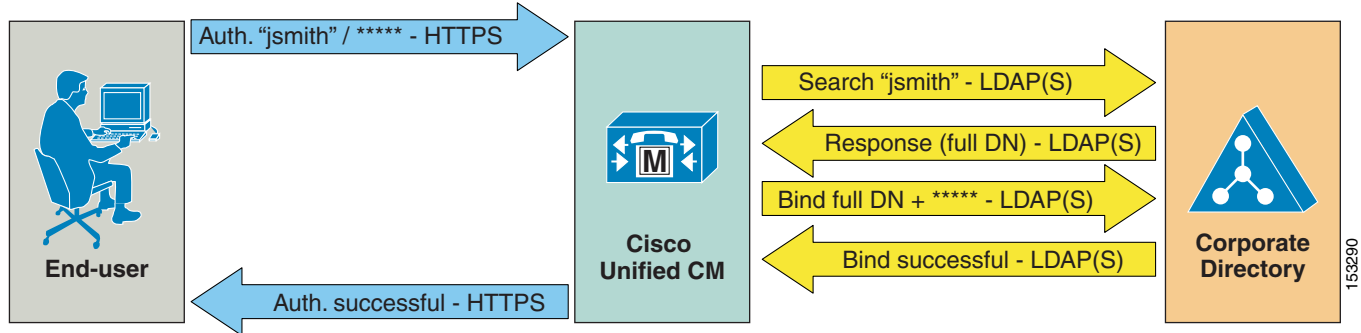 Auth. “jsmith” / ***** - HTTPS
Search “jsmith” - LDAP(S)
Response (full DN) - LDAP(S)
M
Bind full DN + ***** - LDAP(S)
End-user
Cisco
Unified CM
Bind successful - LDAP(S)
Corporate
Directory
Auth. successful - HTTPS
153290